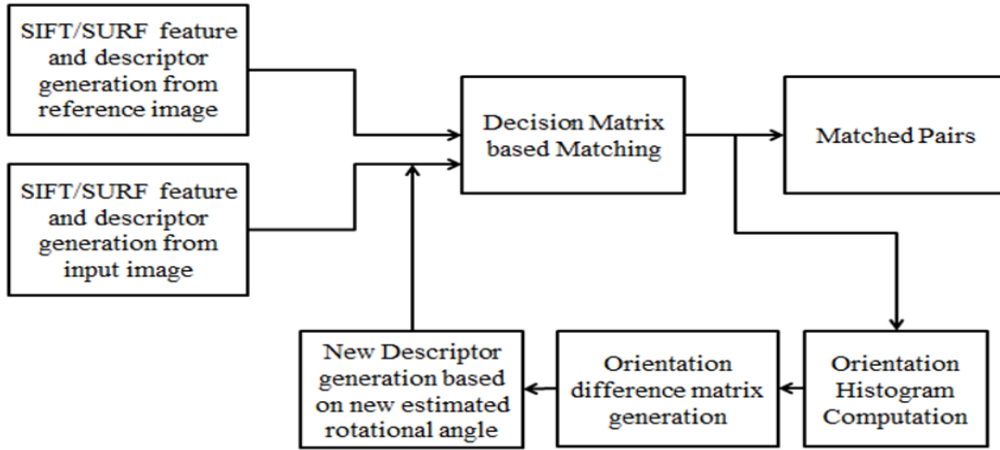 SIFT/SURF feature
and descriptor
generation from
reference image
SIFT/SURF feature
and descriptor
generation from
input image
Decision Matrix
based Matching
Matched Pairs
New Descriptor
generation based
on new estimated
rotational angle
Orientation
difference matrix
generation
Orientation
Histogram
Computation